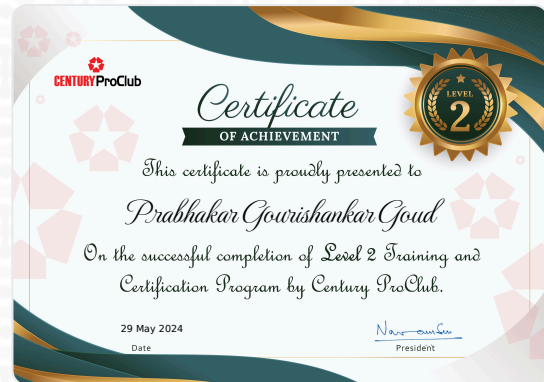 CENTURY ProClub
Certificate
OF ACHIEVEMENT
LEVEL
2
This certificate is proudly presented to
Prabhakar Gourishankar Goud
On the successful completion of Level 2 Training and
Certification Program by Century ProClub.
29 May 2024
Date
President